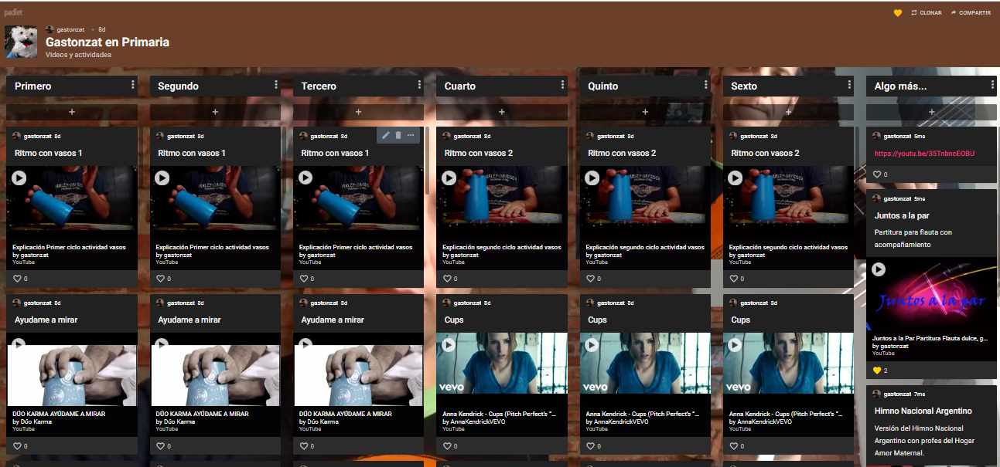 padlet
CLONAR
COMPARTIR
gastonzat • 8d
Gastonzat en Primaria
Videos y actividades
Primero
Segundo
Tercero
Cuarto
Quinto
Sexto
Algo más...
gastonzat 8d
Ritmo con vasos 1
Explicación Primer ciclo actividad vasos
by gastonzat
YouTube
0
gastonzat 8d
Ayudame a mirar
DÚO KARMA AYÚDAME A MIRAR
by Dúo Karma
YouTube
0
gastonzat 8d
Ritmo con vasos 1
Explicación Primer ciclo actividad vasos
by gastonzat
YouTube
0
gastonzat 8d
Ayudame a mirar
DÚO KARMA AYÚDAME A MIRAR
by Dúo Karma
YouTube
0
gastonzat 8d
Ritmo con vasos 1
Explicación Primer ciclo actividad vasos
by gastonzat
YouTube
0
gastonzat 8d
Ayudame a mirar
DÚO KARMA AYÚDAME A MIRAR
by Dúo Karma
YouTube
0
gastonzat 8d
Ritmo con vasos 2
HARLEY-DAVIDSON
Explicación segundo ciclo actividad vasos
by gastonzat
YouTube
0
gastonzat 8d
Cups
vevo
Anna Kendrick - Cups (Pitch Perfect's "...
by AnnaKendrickVEVO
YouTube
0
gastonzat 8d
Ritmo con vasos 2
HARLEY-DAVIDSON
Explicación segundo ciclo actividad vasos
by gastonzat
YouTube
0
gastonzat 8d
Cups
vevo
Anna Kendrick - Cups (Pitch Perfect's "...
by AnnaKendrickVEVO
YouTube
0
gastonzat 8d
Ritmo con vasos 2
HARLEY-DAVIDSON
Explicación segundo ciclo actividad vasos
by gastonzat
YouTube
0
gastonzat 8d
Cups
vevo
Anna Kendrick - Cups (Pitch Perfect's "...
by AnnaKendrickVEVO
YouTube
0
gastonzat 5me
https://youtu.be/35TnbncEOBU
0
gastonzat 5me
Juntos a la par
Partitura para flauta con
acompañamiento
Juntos a la par
Juntos a la Par Partitura Flauta dulce, g...
by gastonzat
YouTube
2
gastonzat 7me
Himno Nacional Argentino
Versión del Himno Nacional
Argentino con profes del Hogar
Amor Maternal.